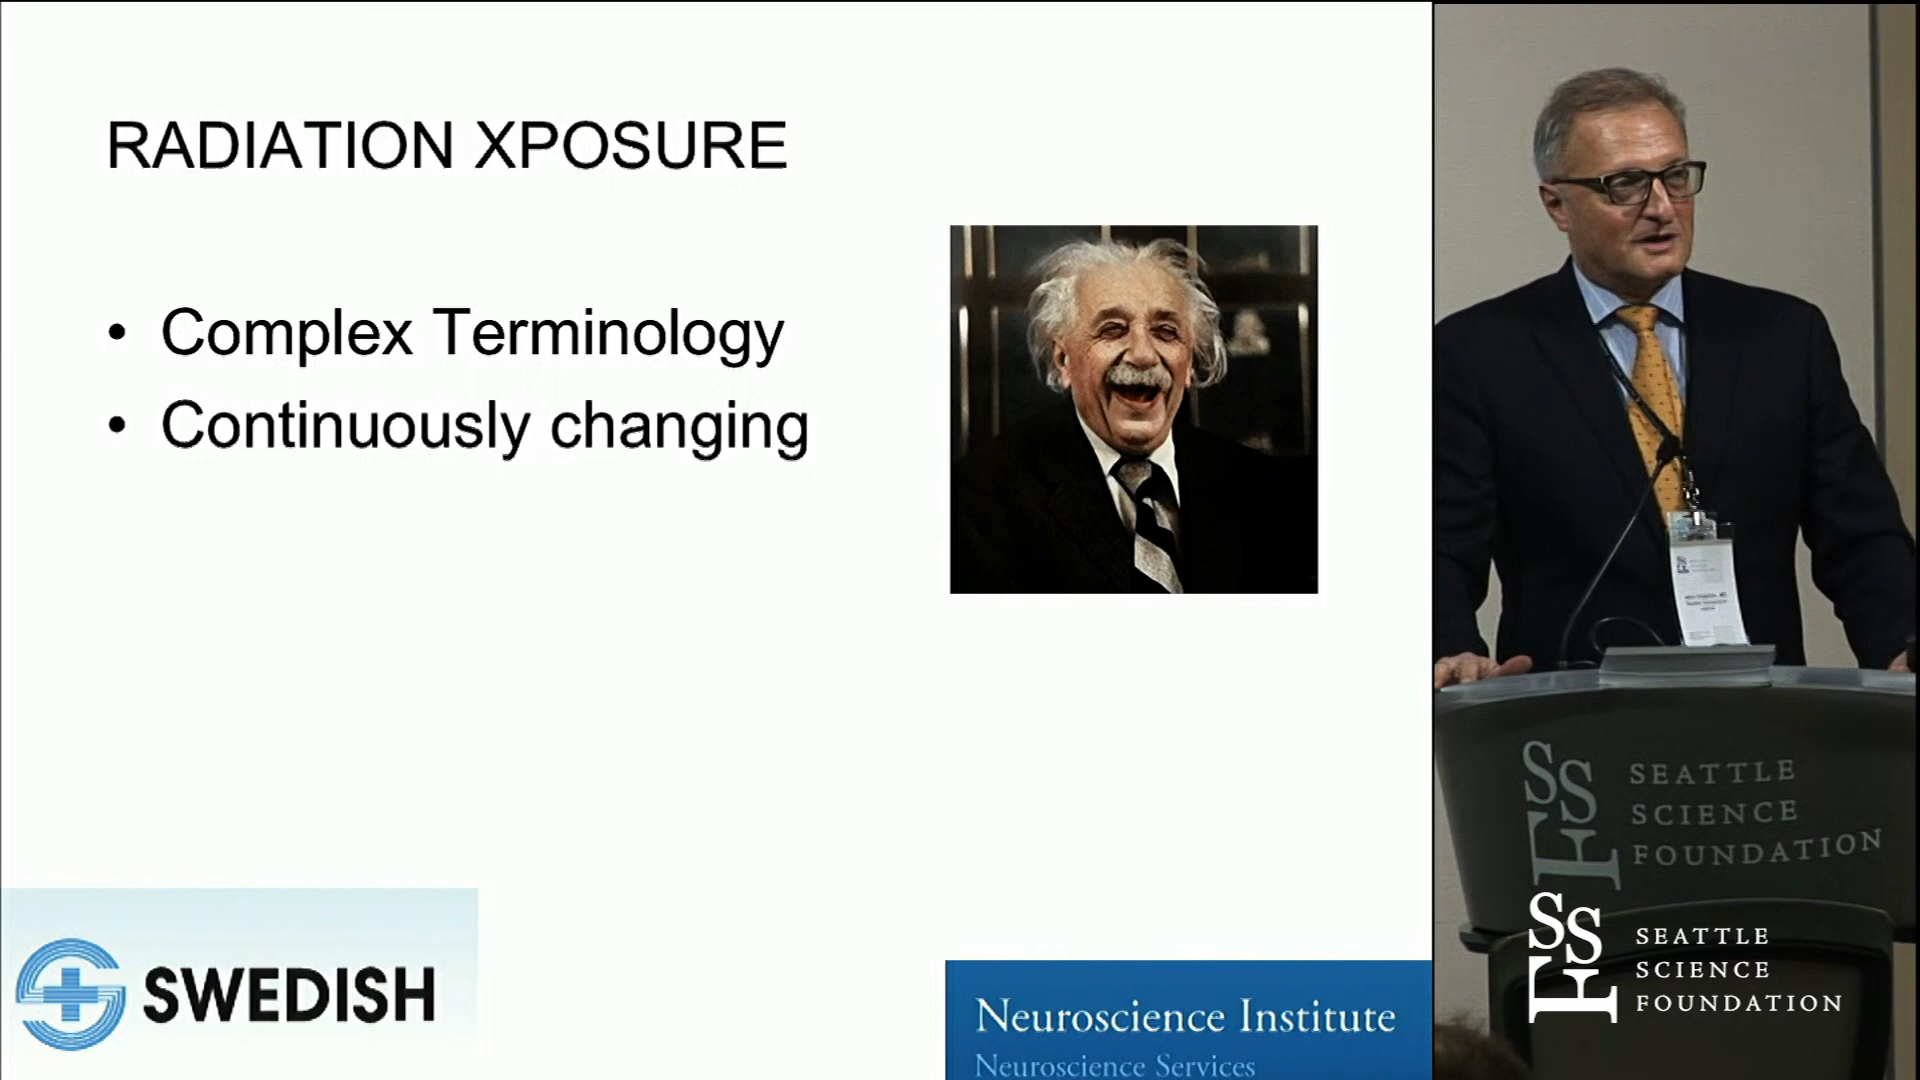 RADIATION XPOSURE
• Complex Terminology
• Continuously changing
SWEDISH
Neuroscience Institute
Neuroscience Services
SEATTLE
SCIENCE
FOUNDATION
SEATTLE
SCIENCE
FOUNDATION